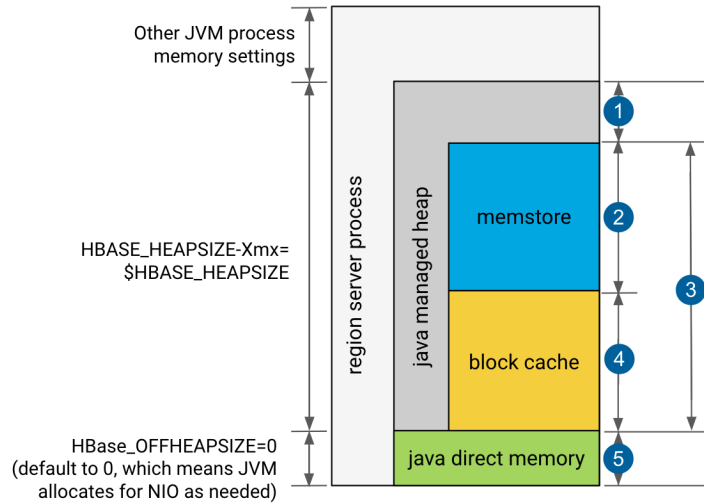 Other JVM process
memory settings
HBASE_HEAPSIZE-Xmx=
$HBASE_HEAPSIZE
HBase_OFFHEAPSIZE=0
(default to 0, which means JVM
allocates for NIO as needed)
region server process
java managed heap
memstore
block cache
java direct memory
1
2
3
4
5